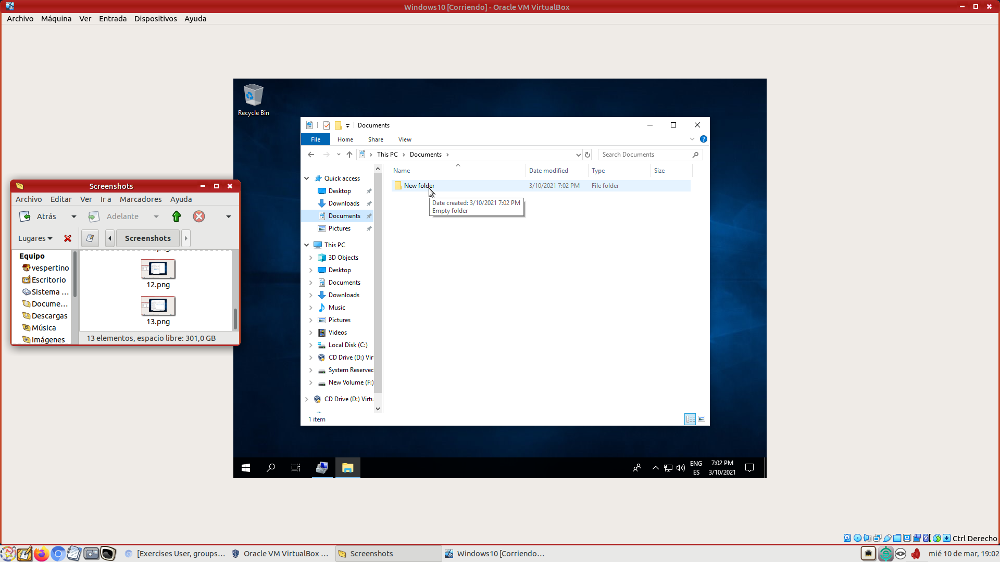 Windows10 [Corriendo] - Oracle VM VirtualBox
Archivo Máquina Ver Entrada Dispositivos Ayuda
Recycle Bin
Documents
File Home Share View
This PC Documents
Search Documents
Name Date modified Type Size
New folder 3/10/2021 7:02 PM File folder
Date created: 3/10/2021 7:02 PM
Empty folder
Quick access
Desktop
Downloads
Documents
Pictures
This PC
3D Objects
Desktop
Documents
Downloads
Music
Pictures
Videos
Local Disk (C:)
CD Drive (D:) Vir
System Reserved
New Volume (F:)
CD Drive (D:) Virtu
1 item
Screenshots
Archivo Editar Ver Ir a Marcadores Ayuda
Atrás Adelante
Lugares Screenshots
Equipo
vespertino
Escritorio
Sistema ...
Docume...
Descargas
Música
Imágenes
12.png
13.png
13 elementos, espacio libre: 301,0 GB
ENG
ES
7:02 PM
3/10/2021
Ctrl Derecho
[Exercises User, groups... Oracle VM VirtualBox ... Screenshots Windows10 [Corriendo... mié 10 de mar, 19:02